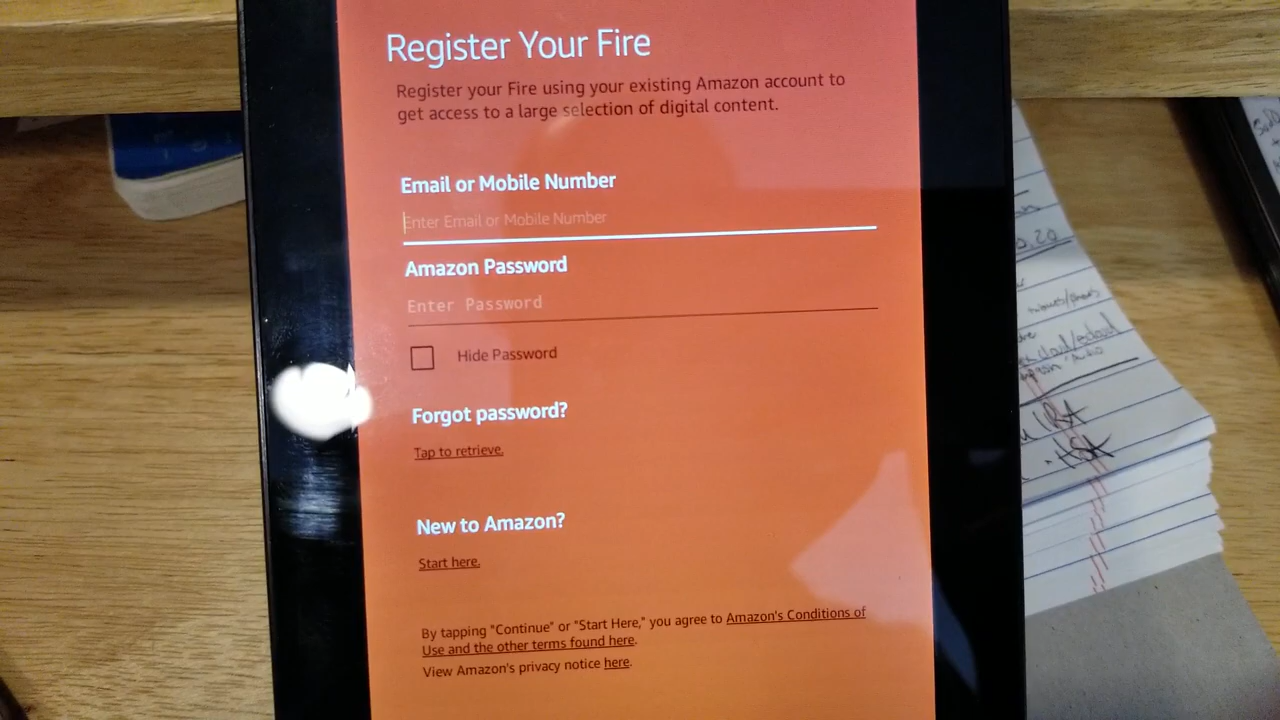 Register Your Fire
Register your Fire using your existing Amazon account to
get access to a large selection of digital content.
Email or Mobile Number
Enter Email or Mobile Number
Amazon Password
Enter Password
Hide Password
Forgot password?
Tap to retrieve.
New to Amazon?
Start here.
By tapping "Continue" or "Start Here," you agree to Amazon's Conditions of
Use and the other terms found here.
View Amazon's privacy notice here.